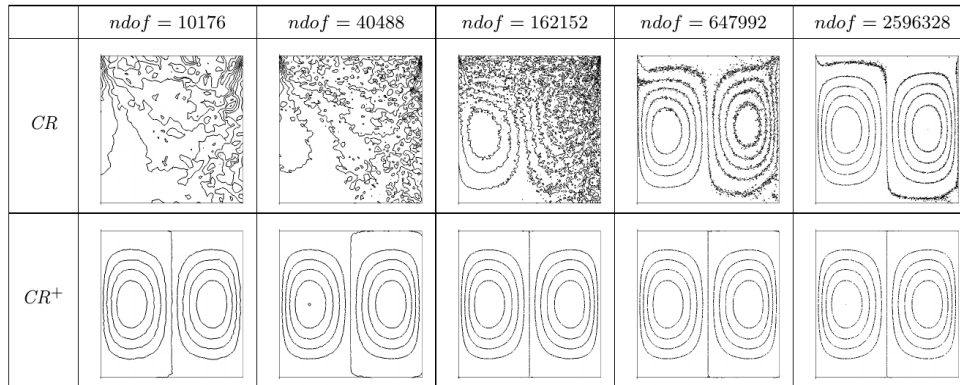 ndof = 10176 ndof = 40488 ndof = 162152 ndof = 647992 ndof = 2596328
CR
CR⁺